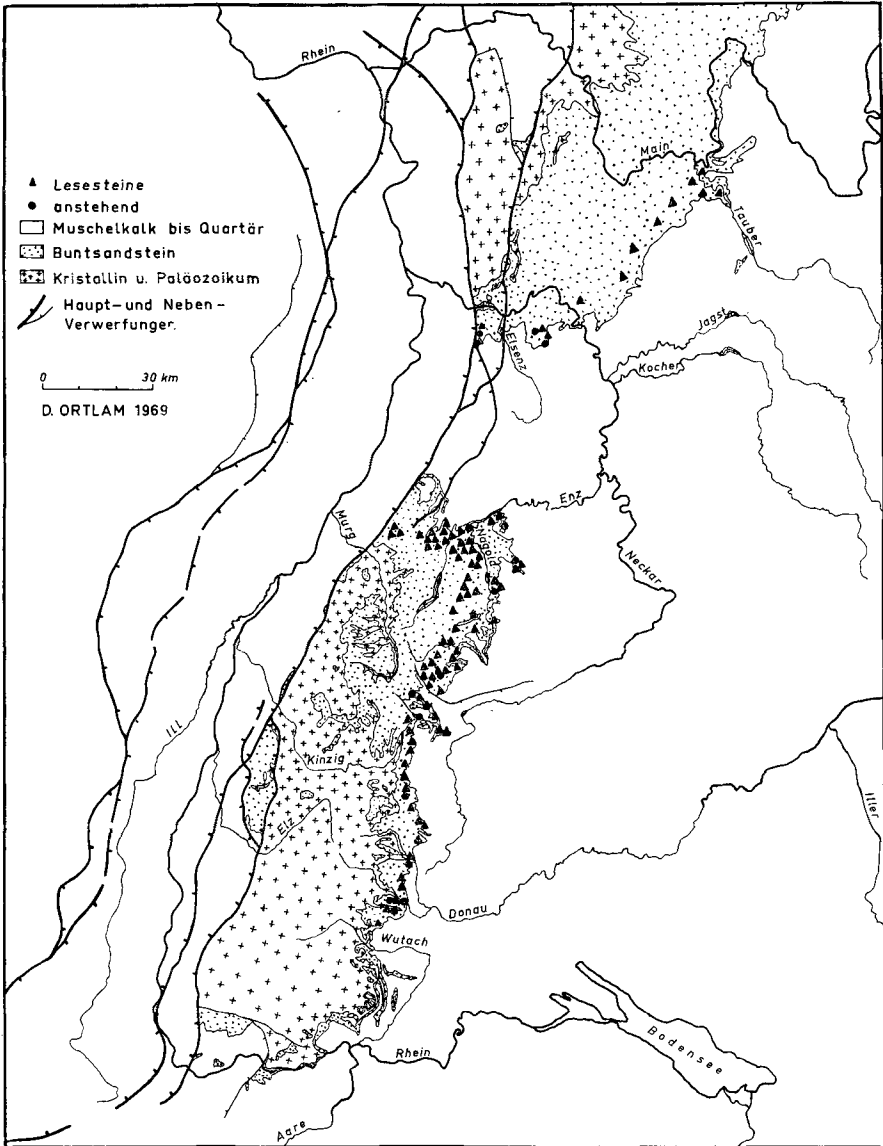 Rhein
Lesesteine
anstehend
Muschelkalk bis Quartär
Buntsandstein
Kristallin u. Paläozoikum
Haupt- und Neben-
Verwerfunger.
0 30 km
D. ORTLAM 1969
Main
Tauber
Jagst
Kocher
Elsenz
Enz
Murg
Nagold
Neckar
Ill
Kinzig
Elz
Iller
Donau
Wutach
Rhein
Bodensee
Aare